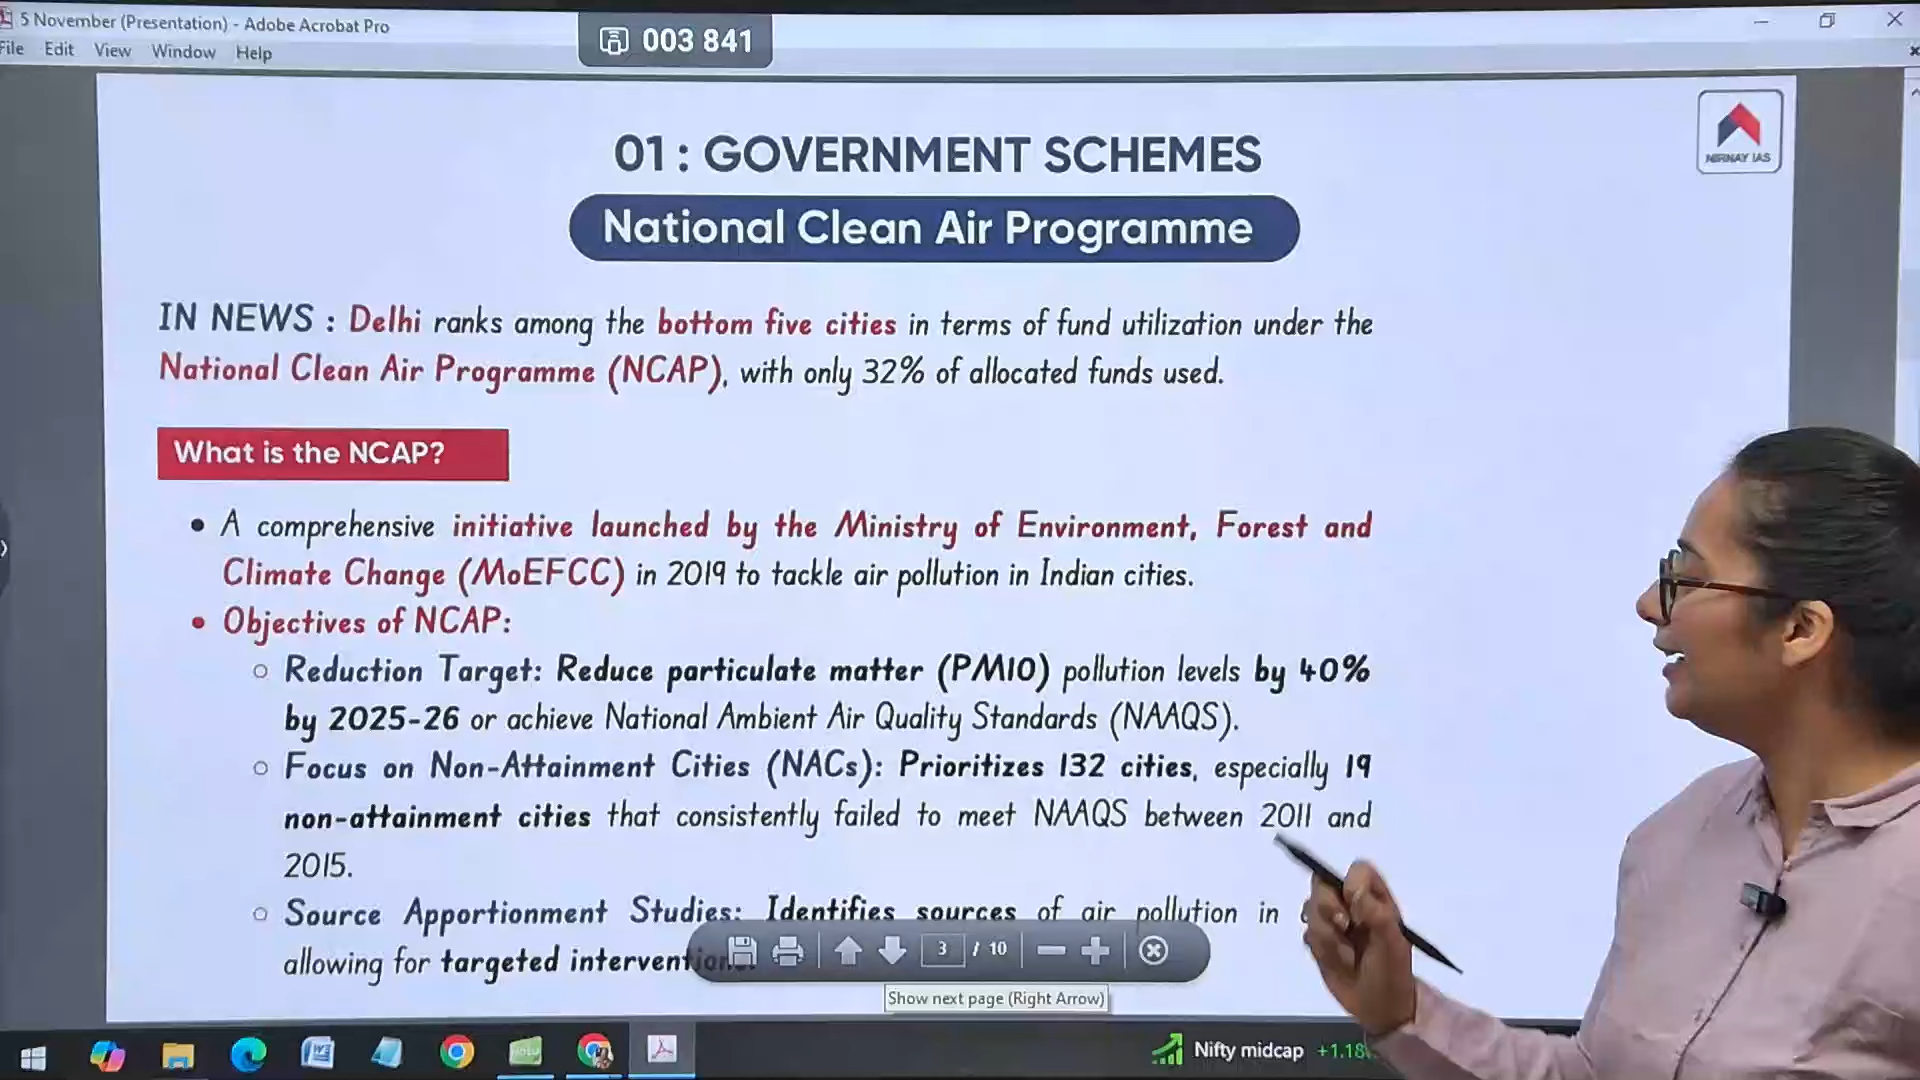 5 November (Presentation) - Adobe Acrobat Pro
File Edit View Window Help
003 841
NIRNAY IAS
01 : GOVERNMENT SCHEMES
National Clean Air Programme
IN NEWS : Delhi ranks among the bottom five cities in terms of fund utilization under the
National Clean Air Programme (NCAP), with only 32% of allocated funds used.
What is the NCAP?
• A comprehensive initiative launched by the Ministry of Environment, Forest and
Climate Change (MoEFCC) in 2019 to tackle air pollution in Indian cities.
• Objectives of NCAP:
○ Reduction Target: Reduce particulate matter (PM10) pollution levels by 40%
by 2025-26 or achieve National Ambient Air Quality Standards (NAAQS).
○ Focus on Non-Attainment Cities (NACs): Prioritizes 132 cities, especially 19
non-attainment cities that consistently failed to meet NAAQS between 2011 and
2015.
○ Source Apportionment Studies: Identifies sources of air pollution in
allowing for targeted
3 / 10
Show next page (Right Arrow)
Nifty midcap +1.18